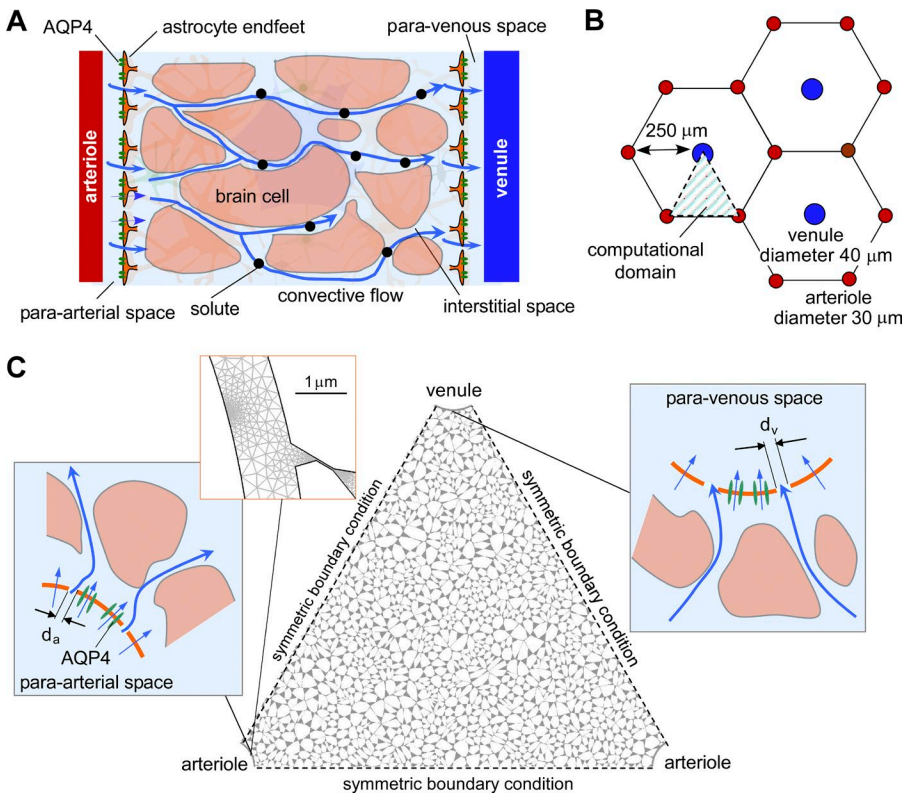 A
AQP4
astrocyte endfeet
para-venous space
arteriole
venule
brain cell
para-arterial space
solute
convective flow
interstitial space
B
250 μm
computational
domain
venule
diameter 40 μm
arteriole
diameter 30 μm
C
1 μm
venule
para-venous space
dᵥ
symmetric boundary condition
symmetric boundary condition
dₐ
AQP4
para-arterial space
arteriole
arteriole
symmetric boundary condition